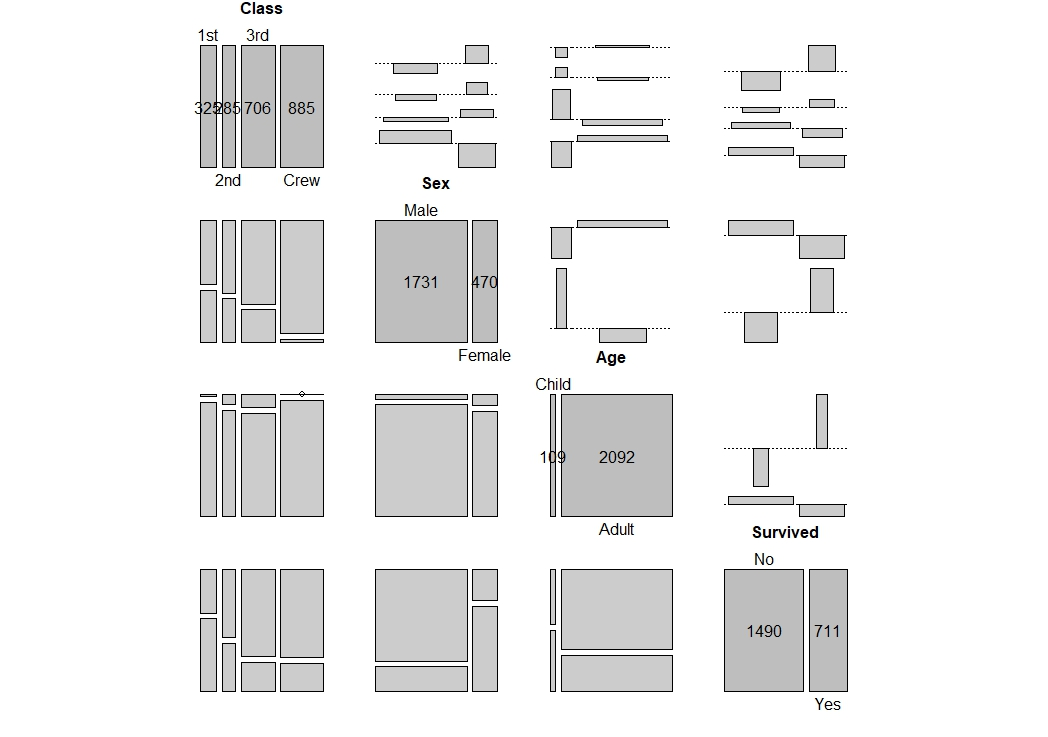 Class
1st 3rd
325 285 706 885
2nd Crew
Sex
Male
1731 470
Female
Age
Child
109 2092
Adult
Survived
No
1490 711
Yes